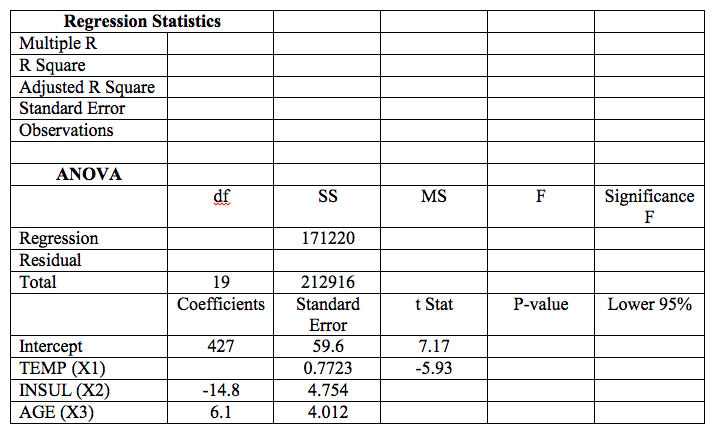 Regression Statistics
Multiple R
R Square
Adjusted R Square
Standard Error
Observations
ANOVA
df SS MS F Significance
F
Regression 171220
Residual
Total 19 212916
Coefficients Standard t Stat P-value Lower 95%
Error
Intercept 427 59.6 7.17
TEMP (X1) 0.7723 -5.93
INSUL (X2) -14.8 4.754
AGE (X3) 6.1 4.012